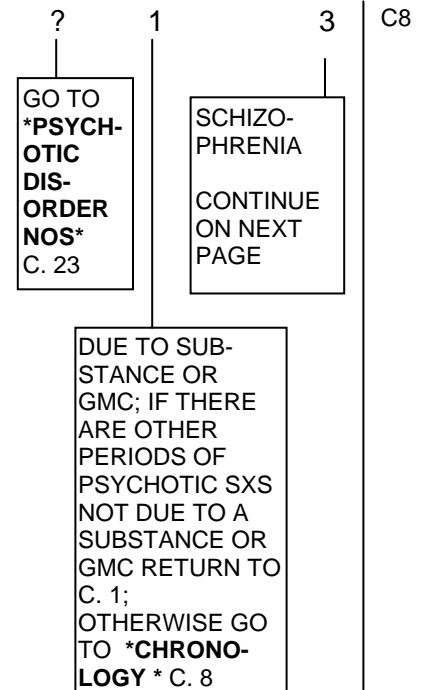 ? 1 3 C8
GO TO
*PSYCH-
OTIC
DIS-
ORDER
NOS*
C. 23
SCHIZO-
PHRENIA
CONTINUE
ON NEXT
PAGE
DUE TO SUB-
STANCE OR
GMC; IF THERE
ARE OTHER
PERIODS OF
PSYCHOTIC SXS
NOT DUE TO A
SUBSTANCE OR
GMC RETURN TO
C. 1;
OTHERWISE GO
TO *CHRONO-
LOGY * C. 8